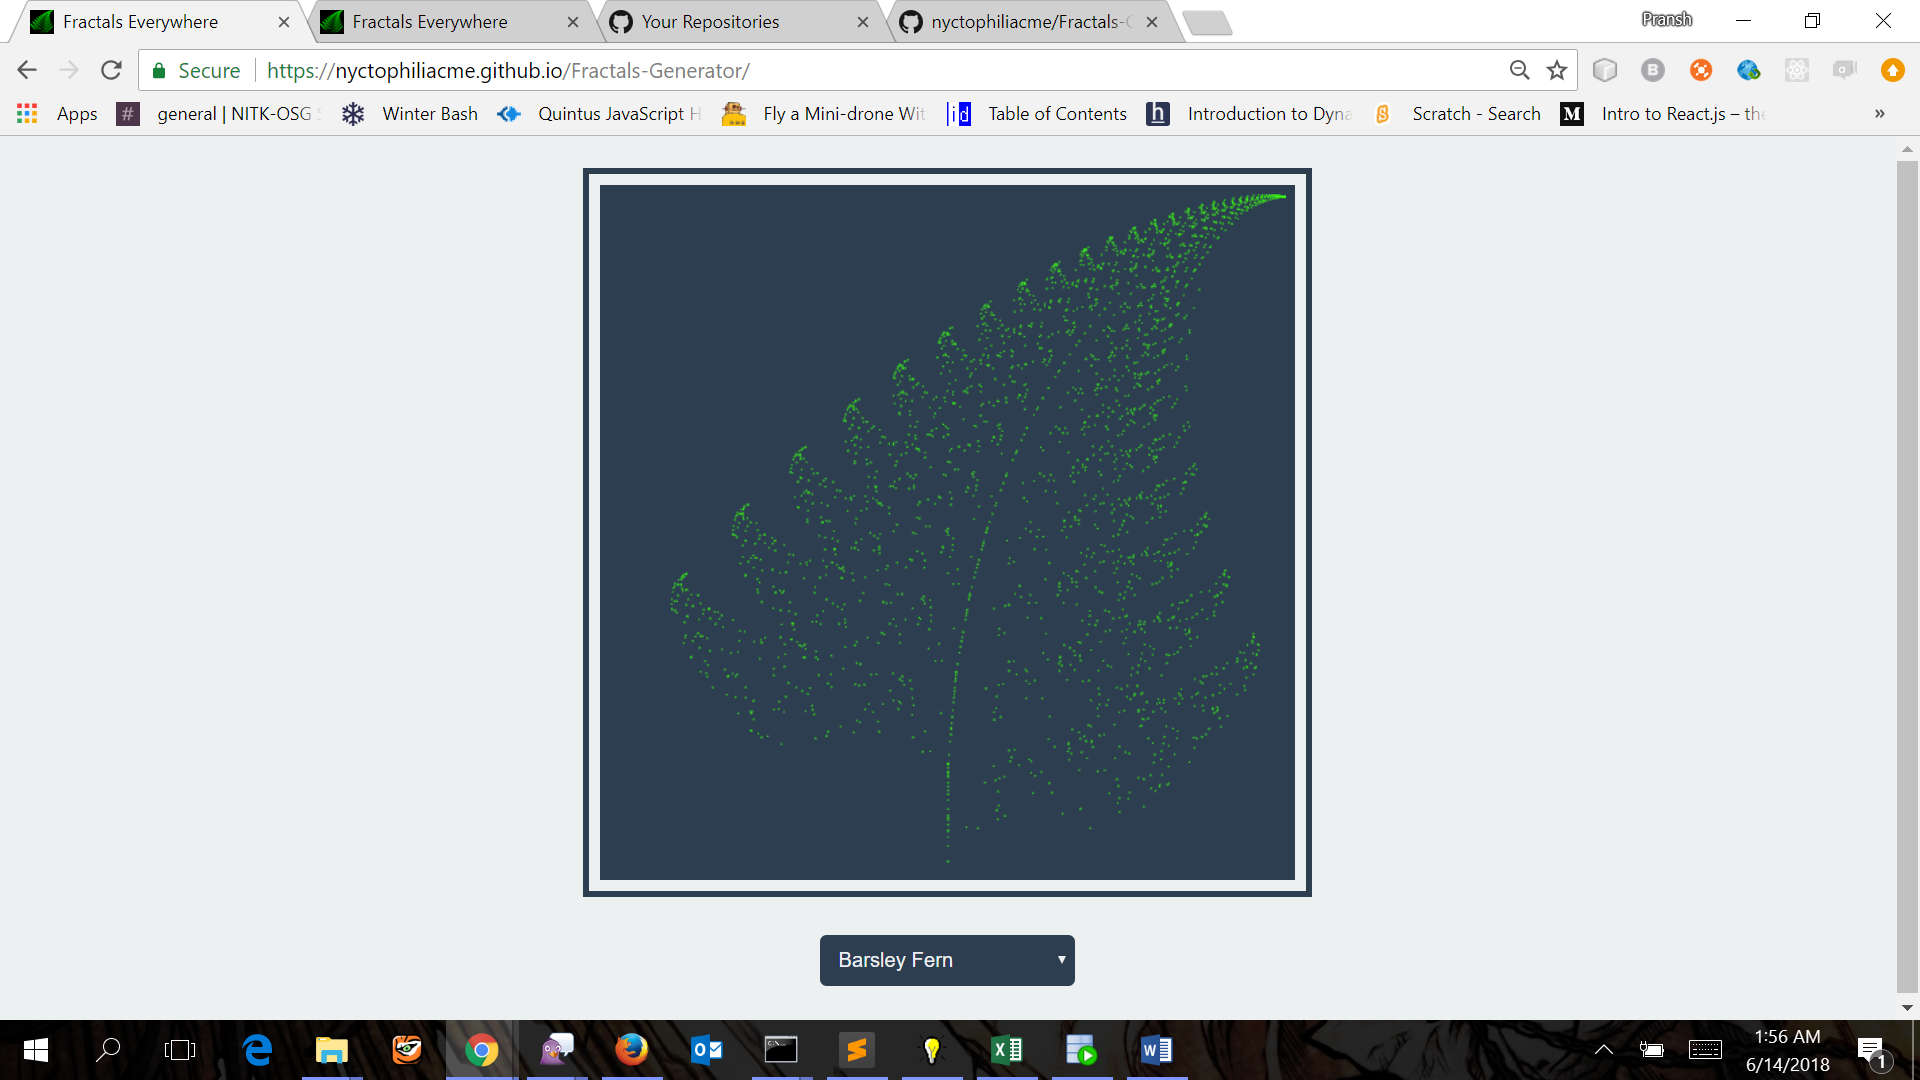 Fractals Everywhere
Fractals Everywhere
Your Repositories
nyctophiliacme/Fractals-
Pransh
Secure https://nyctophiliacme.github.io/Fractals-Generator/
Apps # general | NITK-OSG Winter Bash Quintus JavaScript Fly a Mini-drone Wit id Table of Contents h Introduction to Dyna Scratch - Search M Intro to React.js – the »
Barsley Fern
1:56 AM
6/14/2018
1